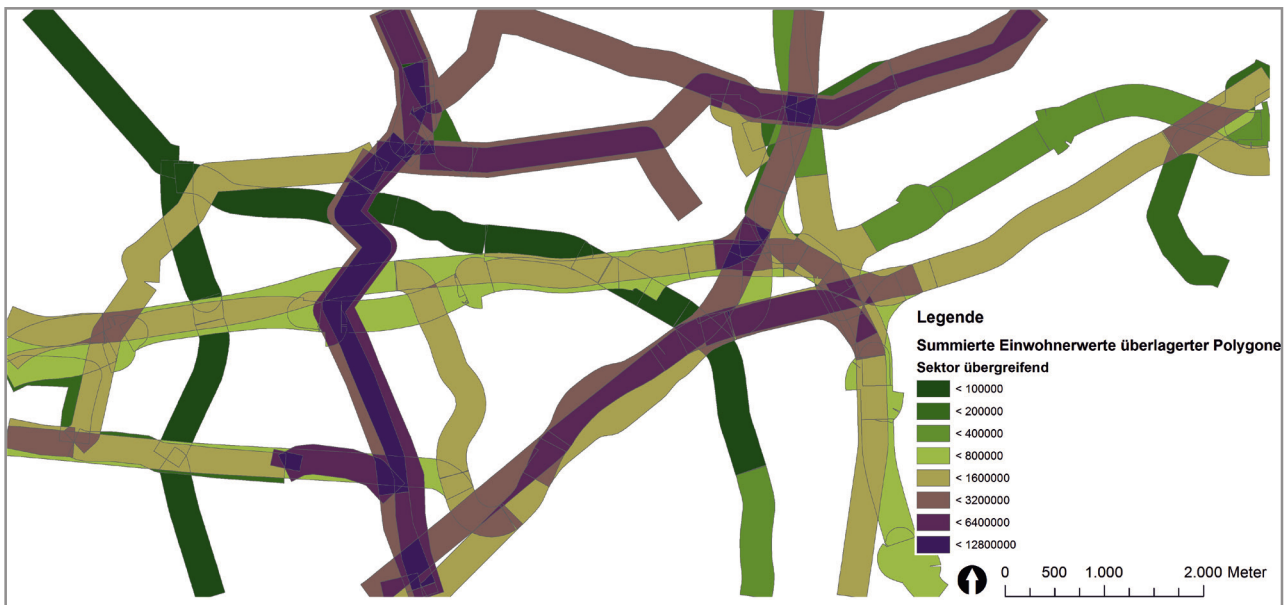 Legende
Summierte Einwohnerwerte überlagerter Polygone
Sektor übergreifend
< 100000
< 200000
< 400000
< 800000
< 1600000
< 3200000
< 6400000
< 12800000
0 500 1.000 2.000 Meter